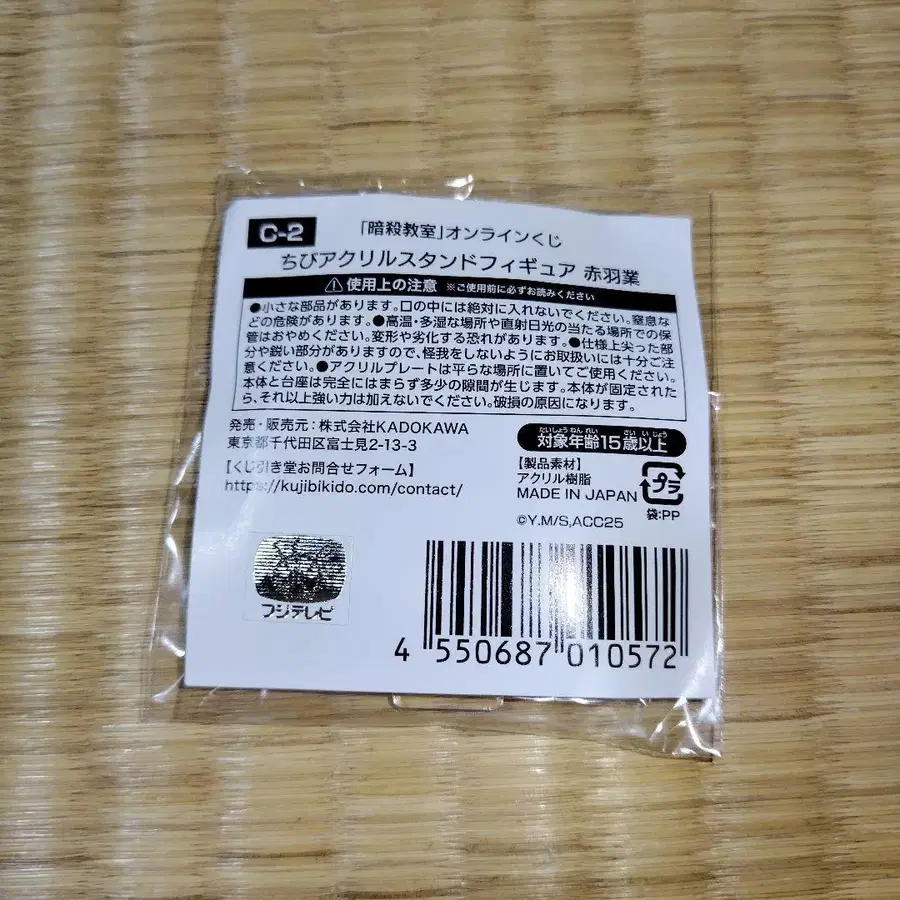 C-2
「暗殺教室」オンラインくじ
ちびアクリルスタンドフィギュア 赤羽業
使用上の注意 ※ご使用前に必ずお読みください
●小さな部品があります。口の中には絶対に入れないでください。窒息な
どの危険があります。●高温・多湿な場所や直射日光の当たる場所での保
管はおやめください。変形や劣化する恐れがあります。●仕様上尖った部
分や鋭い部分がありますので、怪我をしないようにお取扱いには十分ご注
意ください。●アクリルプレートは平らな場所に置いてご使用ください。
本体と台座は完全にはまらず多少の隙間が生じます。本体が固定された
ら、それ以上強い力は加えないでください。破損の原因になります。
発売・販売元:株式会社KADOKAWA
東京都千代田区富士見2-13-3
【くじ引き堂お問合せフォーム】
https://kujibikido.com/contact/
たいしょうねんれい さいいじょう
対象年齢15歳以上
【製品素材】
アクリル樹脂
MADE IN JAPAN
プラ
袋:PP
©Y.M/S,ACC25
フジテレビ
4 550687 010572